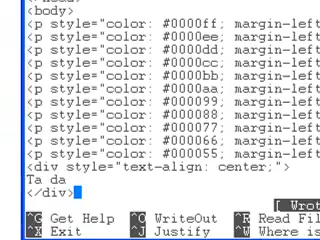 </head>
<body>
<p style="color: #0000ff; margin-left
<p style="color: #0000ee; margin-left
<p style="color: #0000dd; margin-left
<p style="color: #0000cc; margin-left
<p style="color: #0000bb; margin-left
<p style="color: #0000aa; margin-left
<p style="color: #000099; margin-left
<p style="color: #000088; margin-left
<p style="color: #000077; margin-left
<p style="color: #000066; margin-left
<p style="color: #000055; margin-left
<div style="text-align: center;">
Ta da
</div>
[ Wrot
^G Get Help ^O WriteOut ^R Read Fil
^X Exit ^J Justify ^W Where is